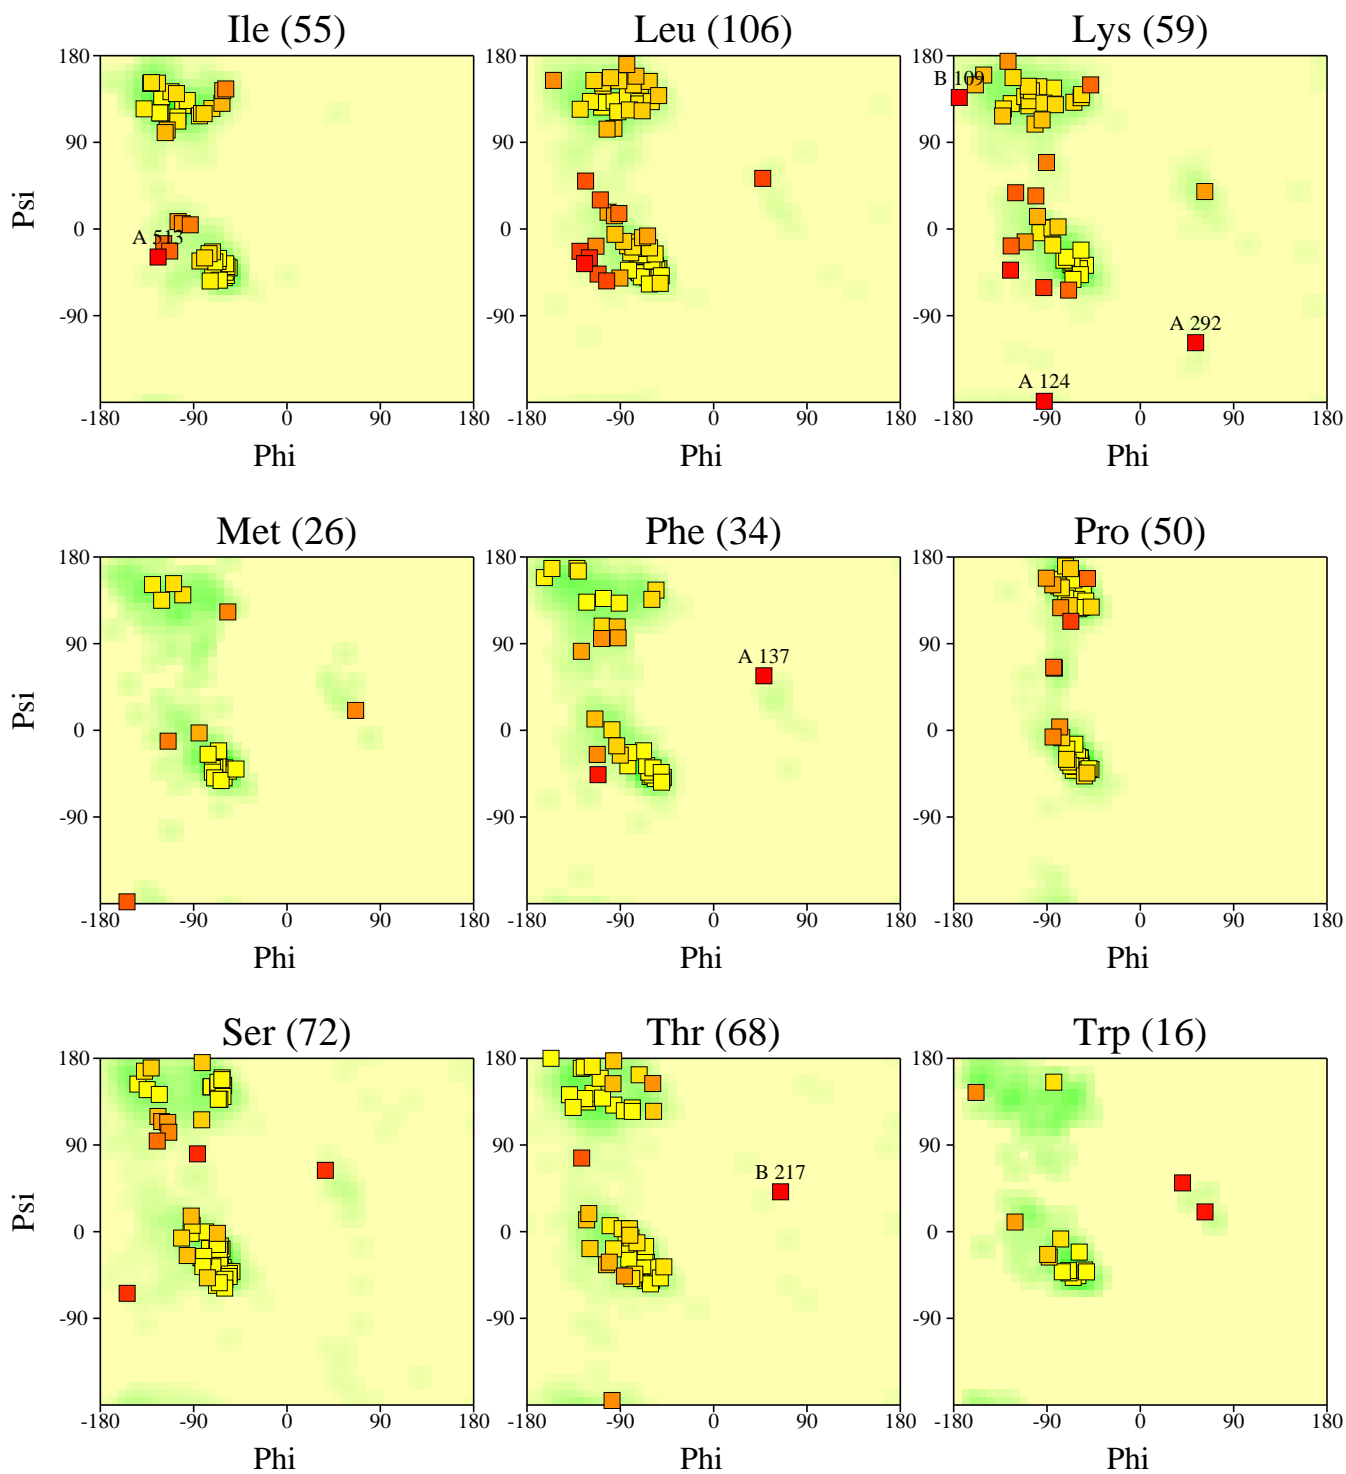 Ile (55) Leu (106) Lys (59)
180 180 180
B 109
90 90 90
Psi 0 0 0
A 513
-90 -90 -90
A 292
A 124
-180 -90 0 90 180 -180 -90 0 90 180 -180 -90 0 90 180
Phi Phi Phi
Met (26) Phe (34) Pro (50)
180 180 180
90 90 90
A 137
Psi 0 0 0
-90 -90 -90
-180 -90 0 90 180 -180 -90 0 90 180 -180 -90 0 90 180
Phi Phi Phi
Ser (72) Thr (68) Trp (16)
180 180 180
90 90 90
B 217
Psi 0 0 0
-90 -90 -90
-180 -90 0 90 180 -180 -90 0 90 180 -180 -90 0 90 180
Phi Phi Phi